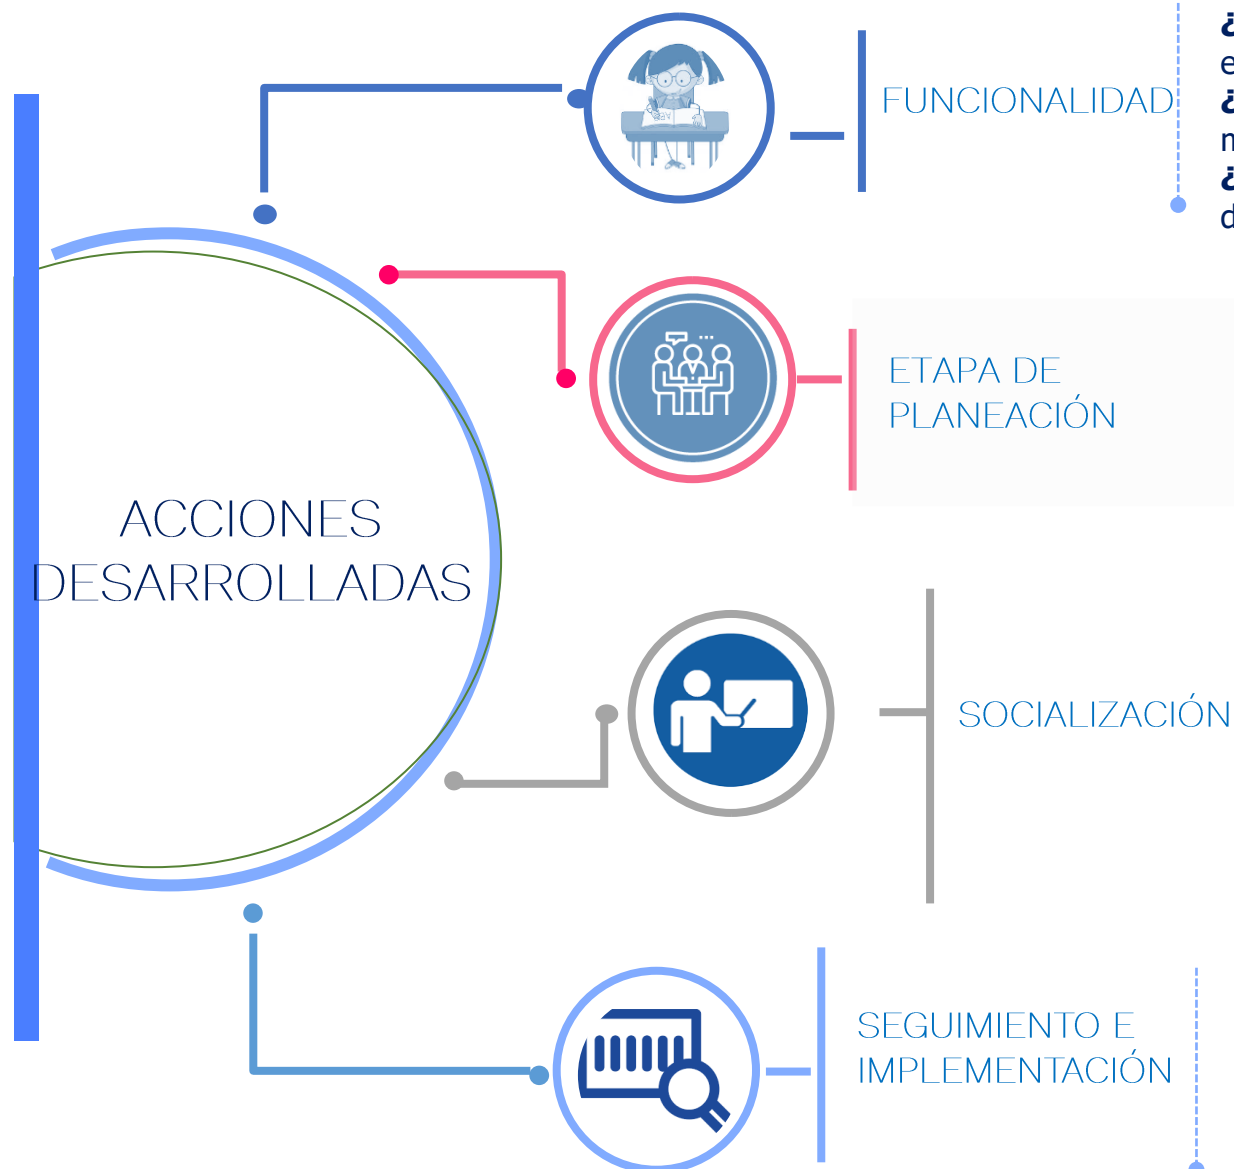 FUNCIONALIDAD
ETAPA DE
PLANEACIÓN
ACCIONES
DESARROLLADAS
SOCIALIZACIÓN
SEGUIMIENTO E
IMPLEMENTACIÓN